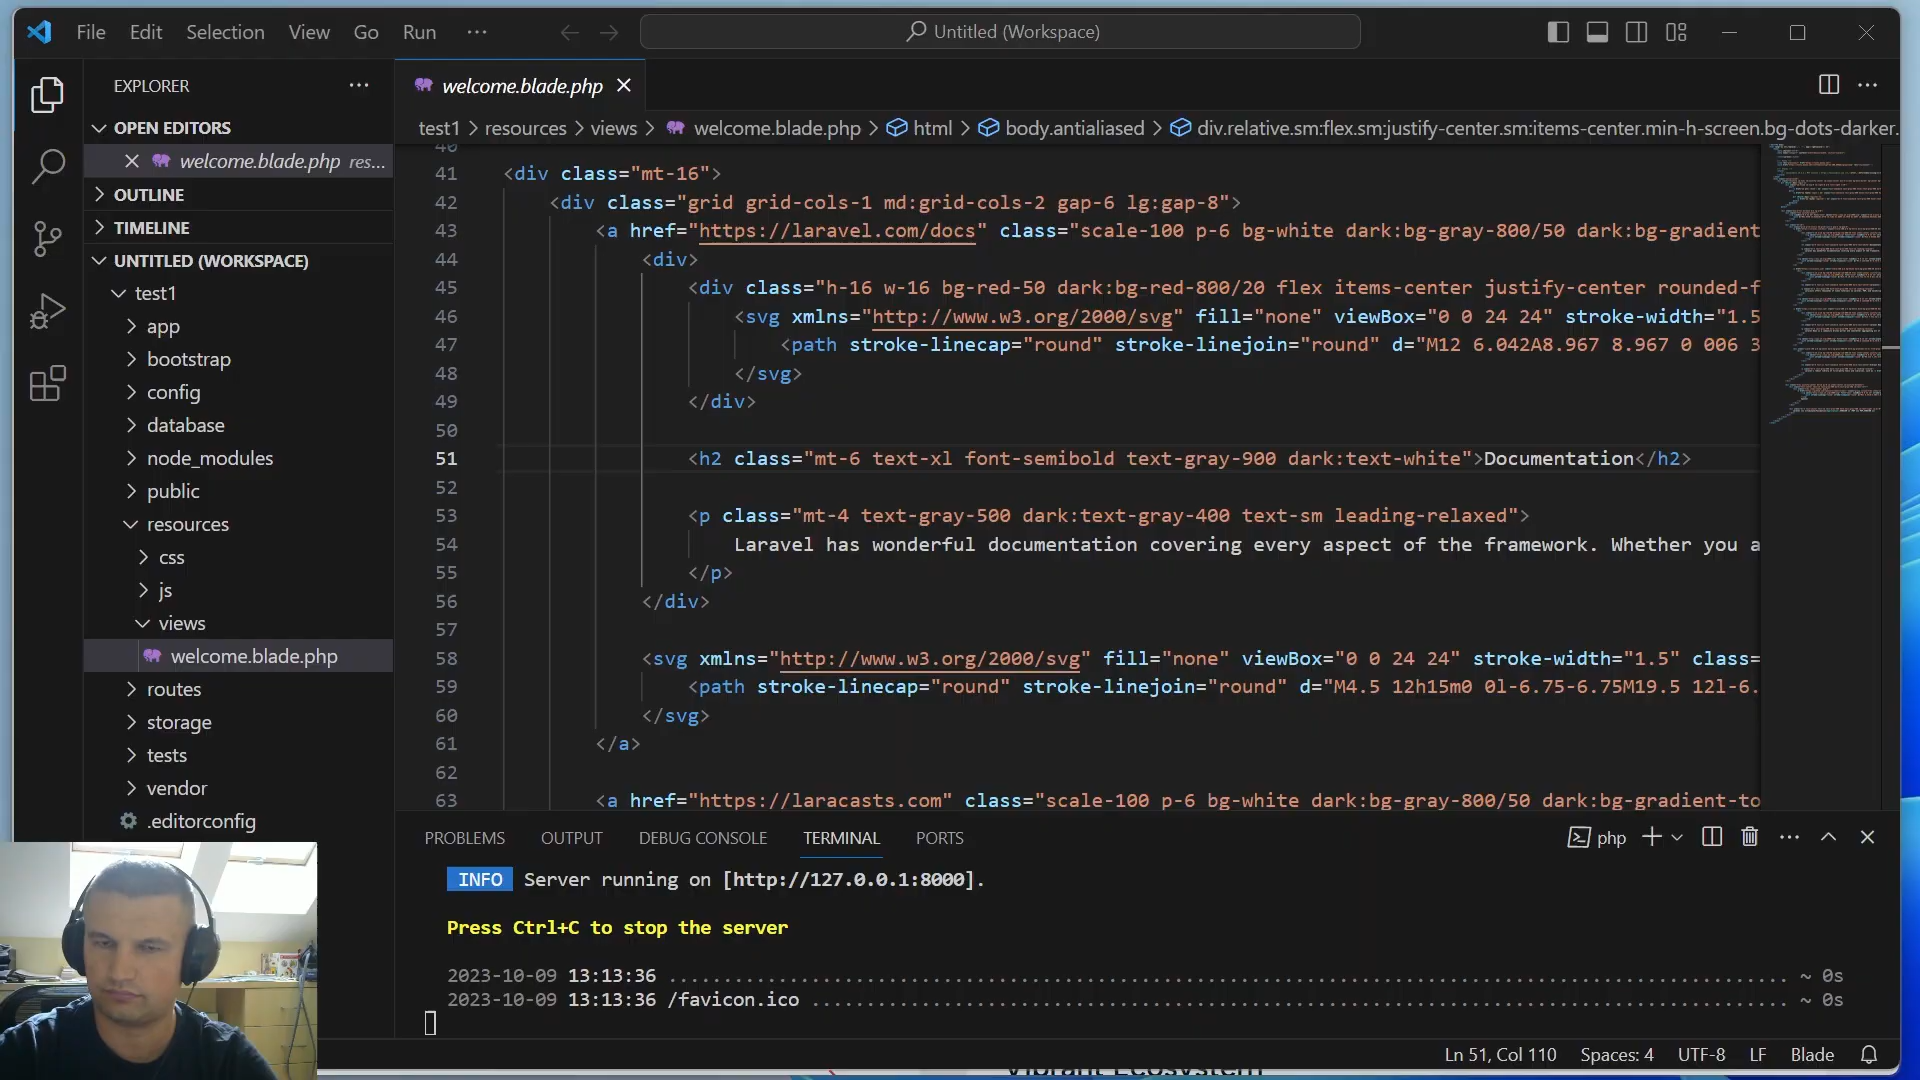 File Edit Selection View Go Run ··· Untitled (Workspace)
EXPLORER
OPEN EDITORS
welcome.blade.php res...
OUTLINE
TIMELINE
UNTITLED (WORKSPACE)
test1
app
bootstrap
config
database
node_modules
public
resources
css
js
views
welcome.blade.php
routes
storage
tests
vendor
.editorconfig
welcome.blade.php
test1 > resources > views > welcome.blade.php > html > body.antialiased > div.relative.sm:flex.sm:justify-center.sm:items-center.min-h-screen.bg-dots-darker.
40
41 <div class="mt-16">
42 <div class="grid grid-cols-1 md:grid-cols-2 gap-6 lg:gap-8">
43 <a href="https://laravel.com/docs" class="scale-100 p-6 bg-white dark:bg-gray-800/50 dark:bg-gradient
44 <div>
45 <div class="h-16 w-16 bg-red-50 dark:bg-red-800/20 flex items-center justify-center rounded-f
46 <svg xmlns="http://www.w3.org/2000/svg" fill="none" viewBox="0 0 24 24" stroke-width="1.5
47 <path stroke-linecap="round" stroke-linejoin="round" d="M12 6.042A8.967 8.967 0 006 3
48 </svg>
49 </div>
50
51 <h2 class="mt-6 text-xl font-semibold text-gray-900 dark:text-white">Documentation</h2>
52
53 <p class="mt-4 text-gray-500 dark:text-gray-400 text-sm leading-relaxed">
54 Laravel has wonderful documentation covering every aspect of the framework. Whether you a
55 </p>
56 </div>
57
58 <svg xmlns="http://www.w3.org/2000/svg" fill="none" viewBox="0 0 24 24" stroke-width="1.5" class=
59 <path stroke-linecap="round" stroke-linejoin="round" d="M4.5 12h15m0 0l-6.75-6.75M19.5 12l-6.
60 </svg>
61 </a>
62
63 <a href="https://laracasts.com" class="scale-100 p-6 bg-white dark:bg-gray-800/50 dark:bg-gradient-to
PROBLEMS OUTPUT DEBUG CONSOLE TERMINAL PORTS php
INFO Server running on [http://127.0.0.1:8000].
Press Ctrl+C to stop the server
2023-10-09 13:13:36 ........ ~ 0s
2023-10-09 13:13:36 /favicon.ico ........ ~ 0s
Ln 51, Col 110 Spaces: 4 UTF-8 LF Blade
Vibrant Ecosystem